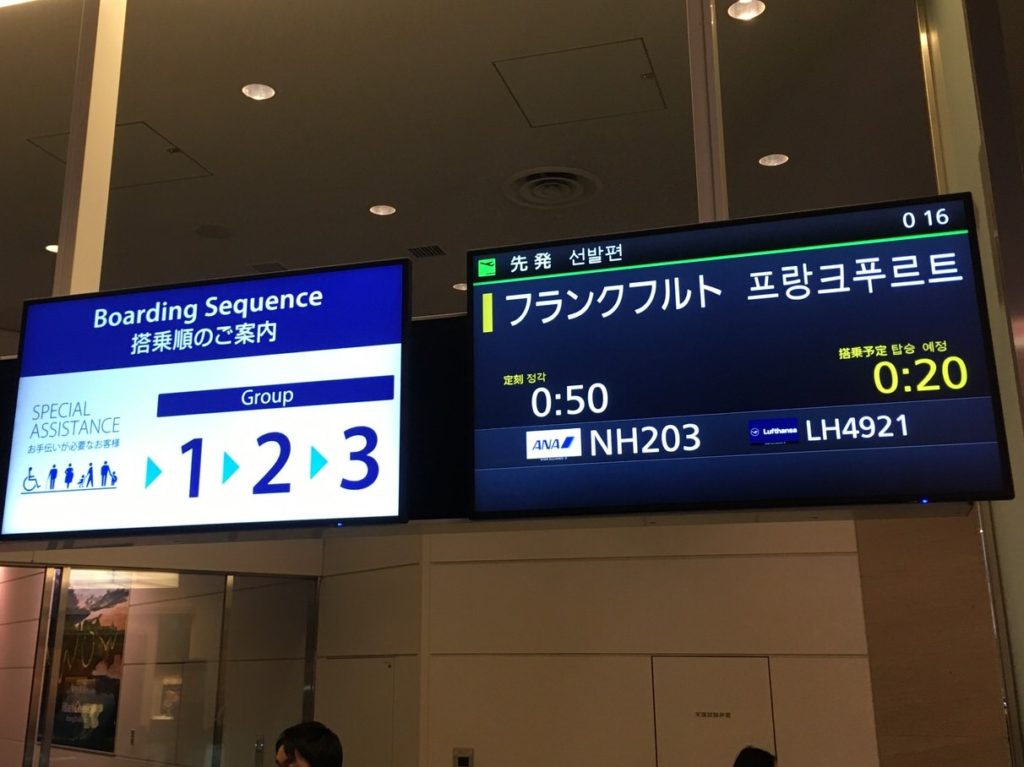 Boarding Sequence
搭乗順のご案内
SPECIAL
ASSISTANCE
お手伝いが必要なお客様
Group
1 2 3
0 16
先発 선발편
フランクフルト 프랑크푸르트
定刻 정각
0:50
搭乗予定 탑승 예정
0:20
ANA NH203 Lufthansa LH4921